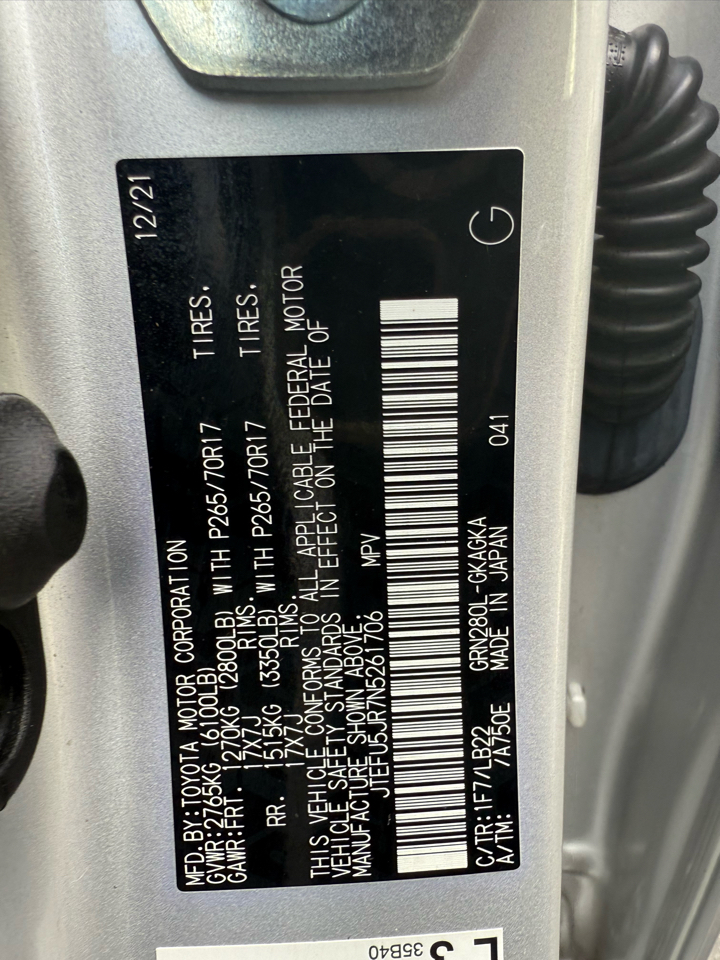 MFD.BY:TOYOTA MOTOR CORPORATION 12/21
GVWR:2765KG (6100LB)
GAWR:FRT. 1270KG (2800LB) WITH P265/70R17 TIRES,
17X7J RIMS.
RR. 1515KG (3350LB) WITH P265/70R17 TIRES,
17X7J RIMS.
THIS VEHICLE CONFORMS TO ALL APPLICABLE FEDERAL MOTOR
VEHICLE SAFETY STANDARDS IN EFFECT ON THE DATE OF
MANUFACTURE SHOWN ABOVE.
JTEFU5JR7N5261706 MPV
C/TR:1F7/LB22 GRN280L-GKAGKA 041 G
A/TM: /A750E MADE IN JAPAN
35B40